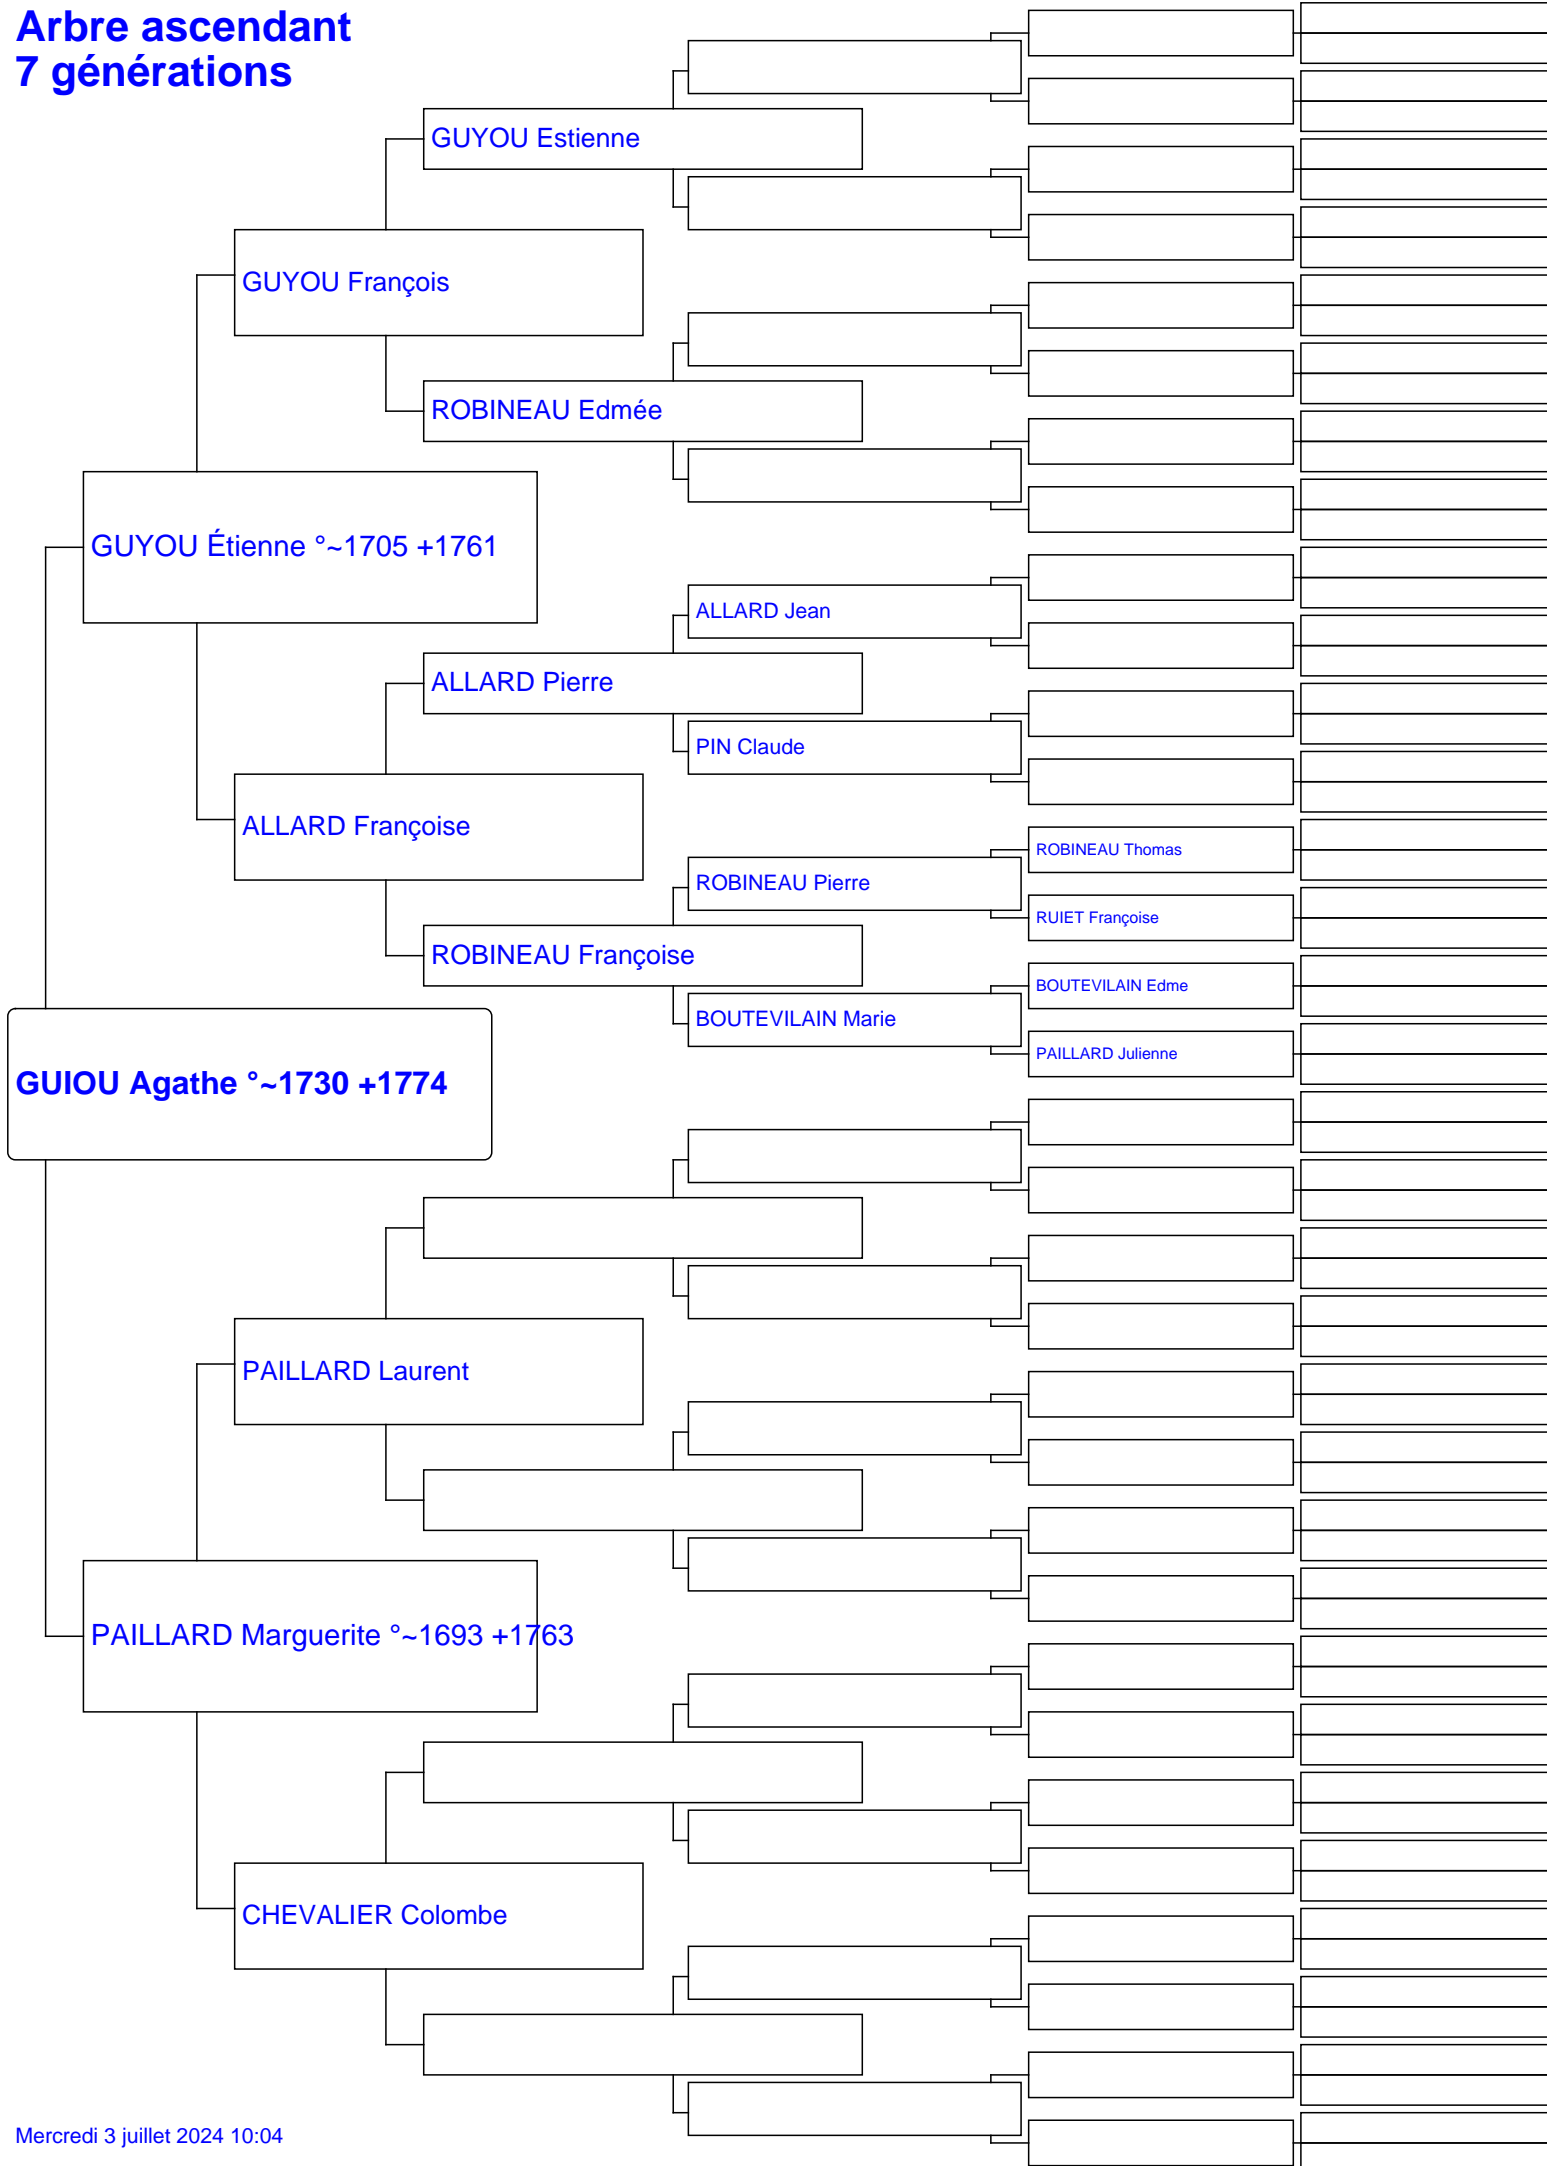 Arbre ascendant
7 générations
GUYOU Estienne
GUYOU François
ROBINEAU Edmée
GUYOU Étienne °~1705 +1761
ALLARD Jean
ALLARD Pierre
PIN Claude
ALLARD Françoise
ROBINEAU Thomas
ROBINEAU Pierre
RUIET Françoise
ROBINEAU Françoise
BOUTEVILAIN Edme
BOUTEVILAIN Marie
PAILLARD Julienne
GUIOU Agathe °~1730 +1774
PAILLARD Laurent
PAILLARD Marguerite °~1693 +1763
CHEVALIER Colombe
Mercredi 3 juillet 2024 10:04